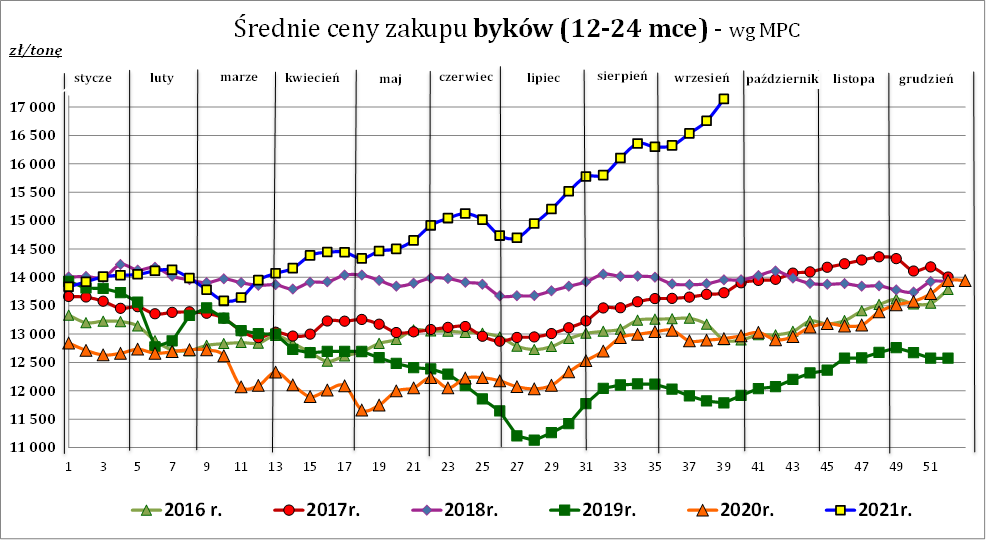 Średnie ceny zakupu byków (12-24 mce) - wg MPC
zł/tonę
stycze luty marze kwiecień maj czerwiec lipiec sierpień wrzesień październik listopa grudzień
17 000
16 500
16 000
15 500
15 000
14 500
14 000
13 500
13 000
12 500
12 000
11 500
11 000
1 3 5 7 9 11 13 15 17 19 21 23 25 27 29 31 33 35 37 39 41 43 45 47 49 51
2016 r. 2017r. 2018r. 2019r. 2020r. 2021r.